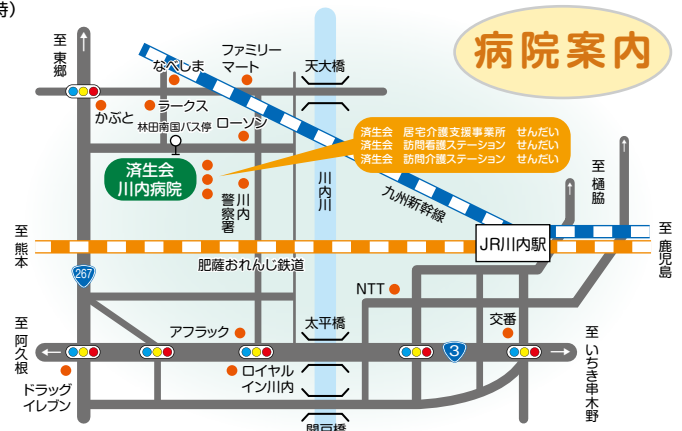 時）
病院案内
至
東
郷
なべしま
ファミリー
マート
天大橋
かぶと
ラークス
林田南国バス停
ローソン
済生会　居宅介護支援事業所　せんだい
済生会　訪問看護ステーション　せんだい
済生会　訪問介護ステーション　せんだい
済生会
川内病院
川内
警察署
川内川
九州新幹線
至
樋脇
JR川内駅
至
熊本
至
鹿児島
肥薩おれんじ鉄道
267
NTT
至
阿久根
アフラック
太平橋
交番
3
至
いちき串木野
ドラッグ
イレブン
ロイヤル
イン川内
開戸橋